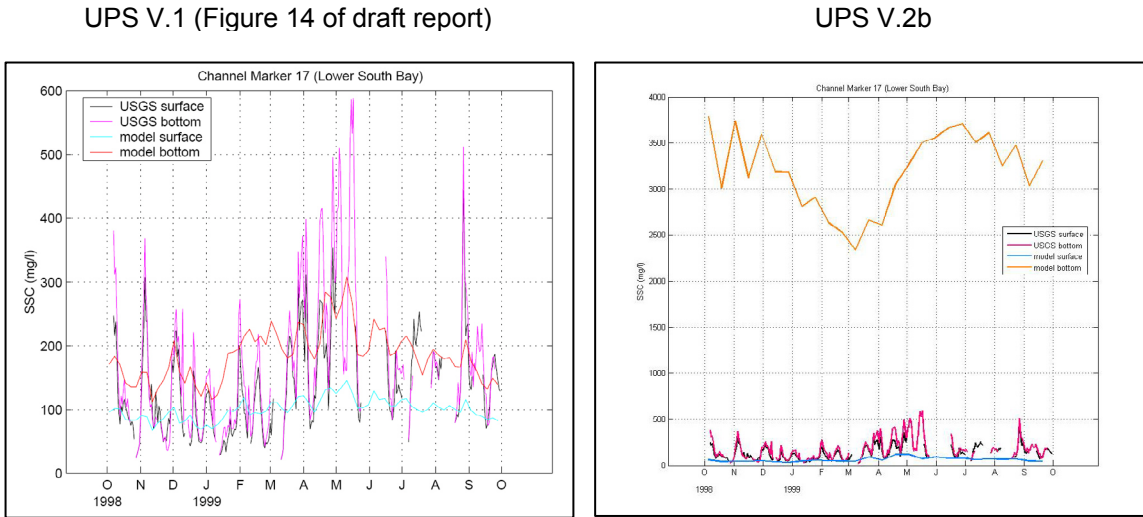 UPS V.1 (Figure 14 of draft report)
UPS V.2b
Channel Marker 17 (Lower South Bay)
600
500
400
300
200
100
0
SSC (mg/l)
USGS surface
USGS bottom
model surface
model bottom
O N D J F M A M J J A S O
1998 1999
Channel Marker 17 (Lower South Bay)
4000
3500
3000
2500
2000
1500
1000
500
0
SSC (mg/l)
USGS surface
USGS bottom
model surface
model bottom
O N D J F M A M J J A S O
1998 1999